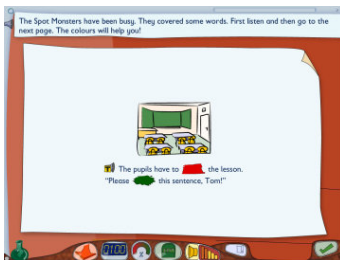 The Spot Monsters have been busy. They covered some words. First listen and then go to the
next page. The colours will help you!
The pupils have to the lesson.
"Please this sentence, Tom!"